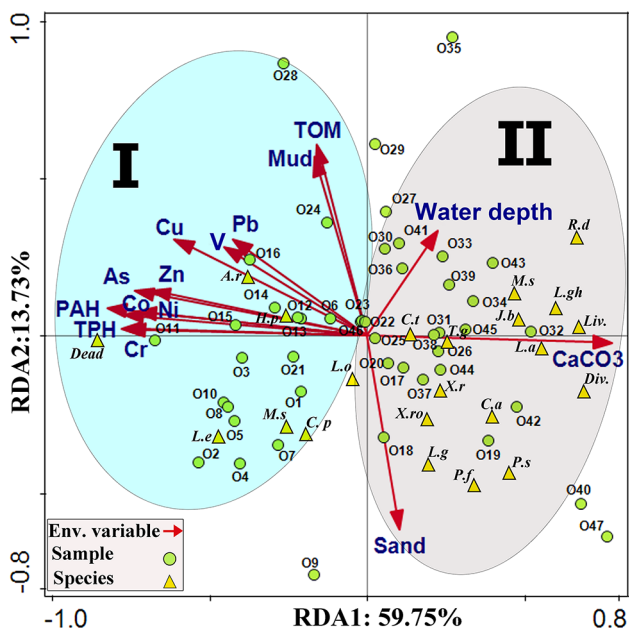 1.0
O35
O28
I
II
TOM
O29
Mud
O27
Water depth
R.d
O24
Cu
V
Pb
O30
O41
O33
O16
O36
O43
As
Zn
A.r
O39
M.s
O14
O34
L.gh
PAH
Co
Ni
O15
H.p
O12
O6
O23
C.t
O31
J.b
Liv.
TPH
O11
O13
O46
O22
O38
T.g
O45
O32
Cr
O25
O26
L.a
CaCO3
Dead
O3
O21
L.o
O20
O44
O17
Div.
O10
O1
O37
X.r
O8
M.s
C. p
X.ro
C.a
O42
L.e
O5
O2
O7
O18
O19
O4
L.g
P.f
P.s
O40
O47
Sand
O9
Env. variable
Sample
Species
-0.8
-1.0
0.8
RDA1: 59.75%
RDA2:13.73%